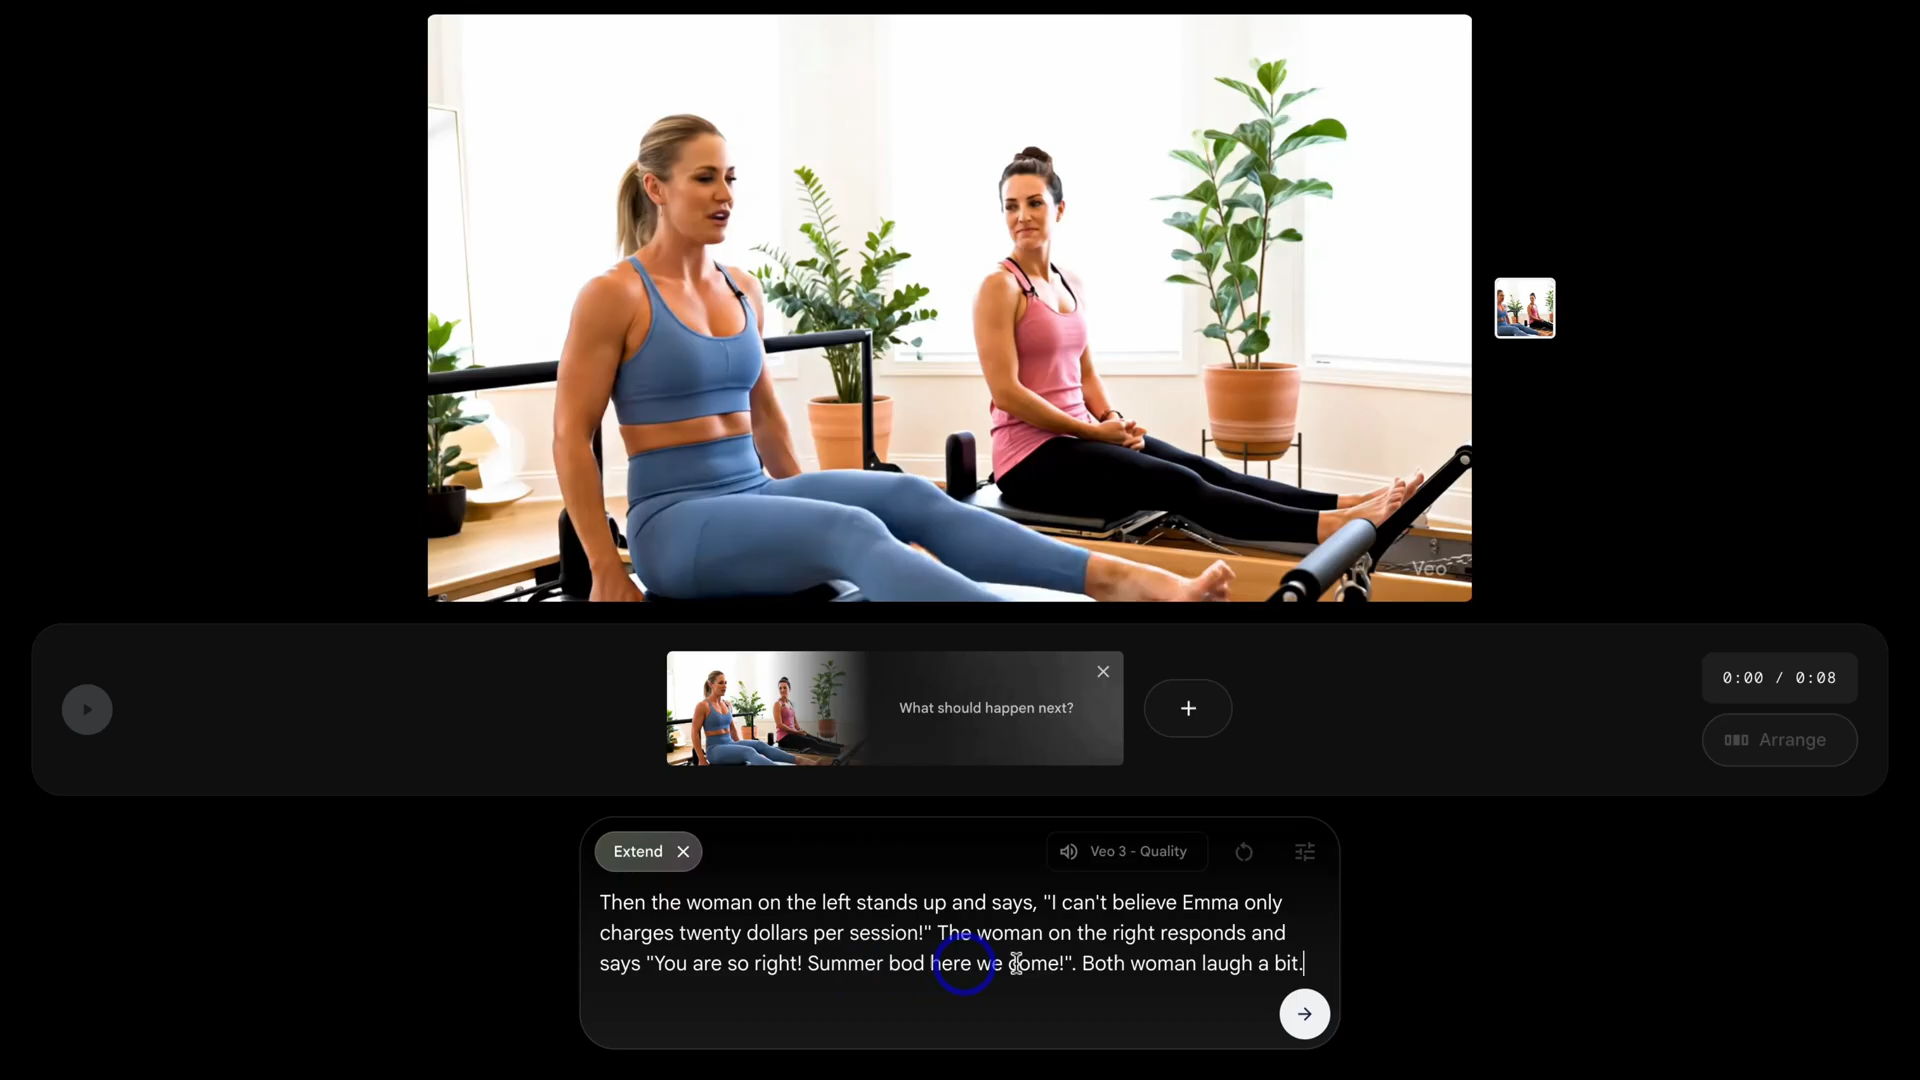 Veo
What should happen next?
0:00 / 0:08
Arrange
Extend
Veo 3 - Quality
Then the woman on the left stands up and says, "I can't believe Emma only
charges twenty dollars per session!" The woman on the right responds and
says "You are so right! Summer bod here we come!". Both woman laugh a bit.